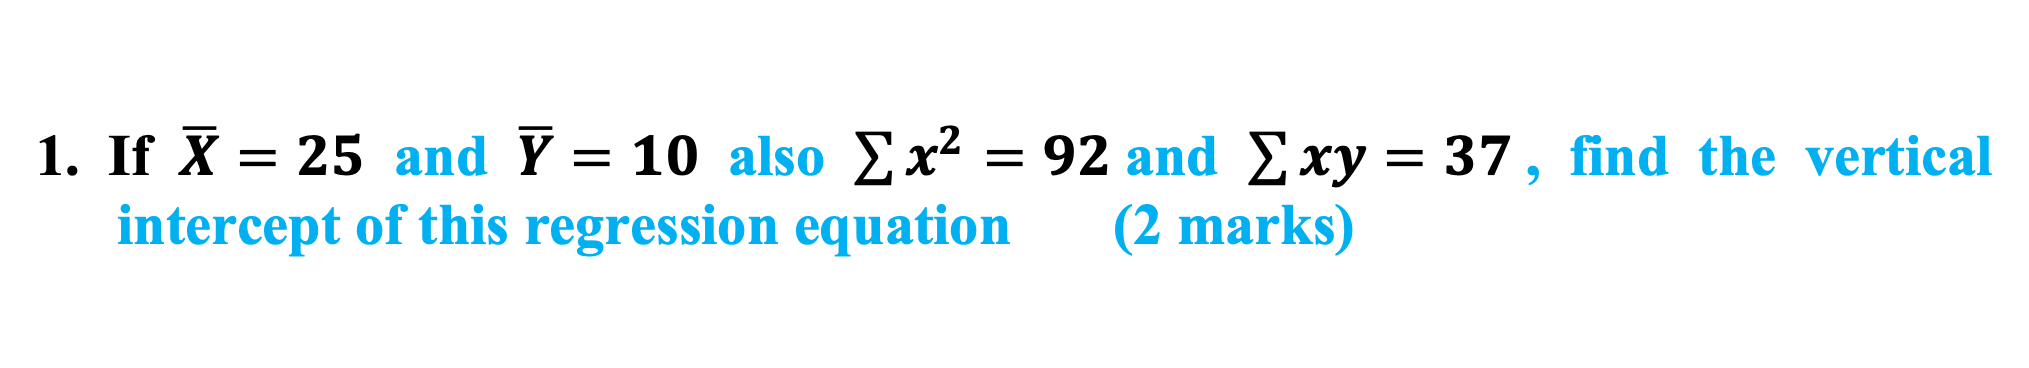 1. If X̅ = 25 and Y̅ = 10 also ∑ x² = 92 and ∑ xy = 37 , find the vertical
intercept of this regression equation (2 marks)